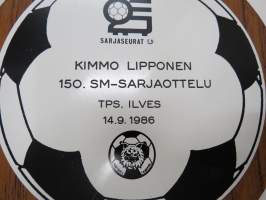 SARJASEURAT
KIMMO LIPPONEN
150. SM-SARJAOTTELU
TPS, ILVES
14.9.1986